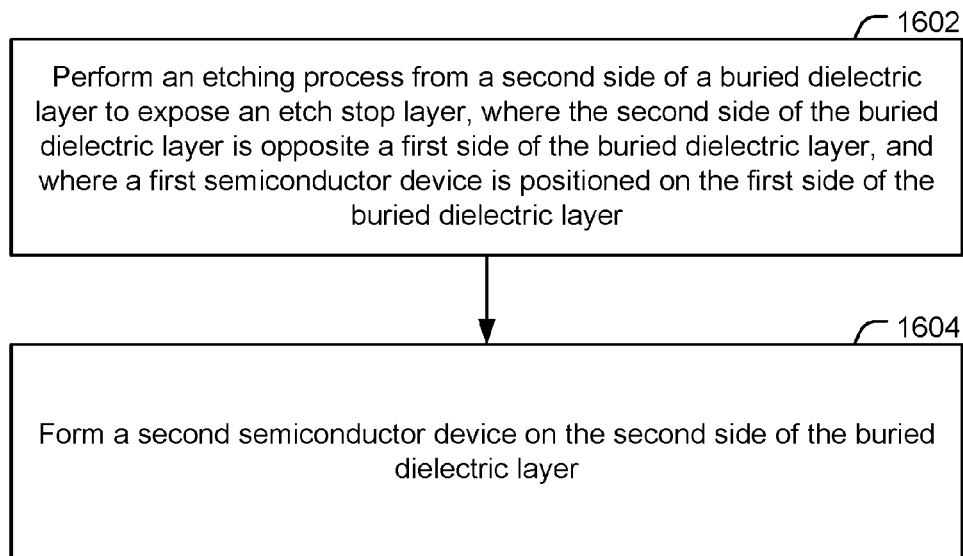 1602
Perform an etching process from a second side of a buried dielectric
layer to expose an etch stop layer, where the second side of the buried
dielectric layer is opposite a first side of the buried dielectric layer, and
where a first semiconductor device is positioned on the first side of the
buried dielectric layer
1604
Form a second semiconductor device on the second side of the buried
dielectric layer